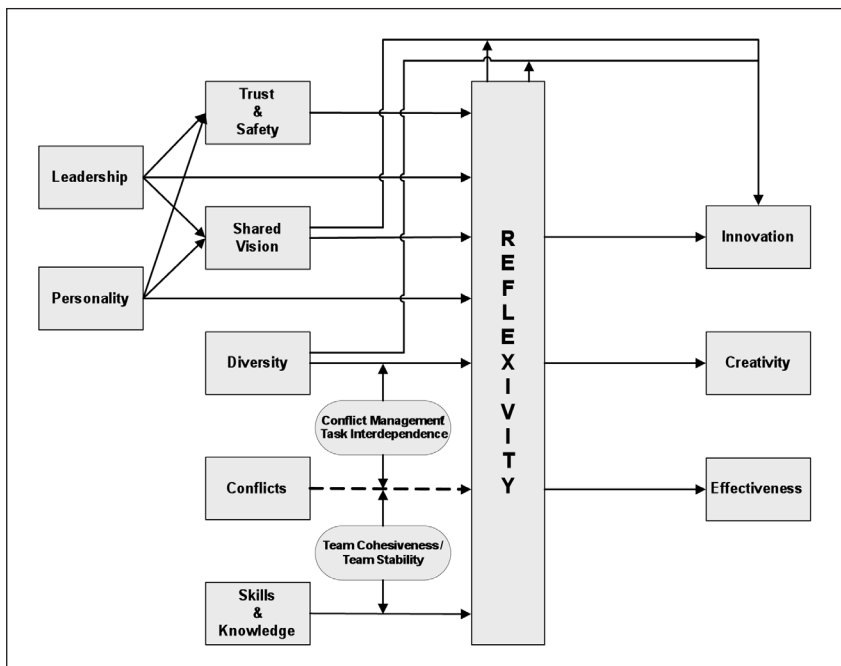 Trust
&
Safety
Leadership
Shared
Vision
Personality
Diversity
Conflict Management/
Task Interdependence
Conflicts
Team Cohesiveness/
Team Stability
Skills
&
Knowledge
REFLEXIVITY
Innovation
Creativity
Effectiveness